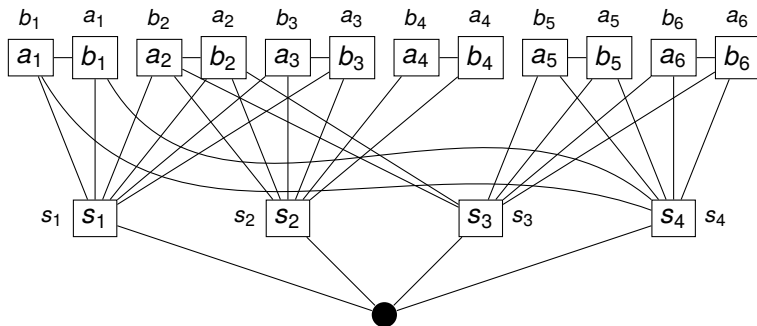 b1 a1 b2 a2 b3 a3 b4 a4 b5 a5 b6 a6
a1 b1 a2 b2 a3 b3 a4 b4 a5 b5 a6 b6
s1 s1 s2 s2 s3 s3 s4 s4